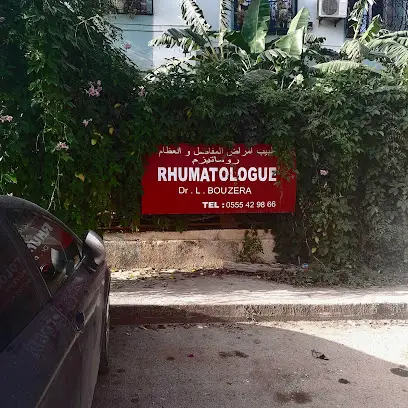 طبيب امراض المفاصل و العظام
روماتيزم
RHUMATOLOGUE
Dr . L . BOUZERA
TEL : 0555 42 98 66